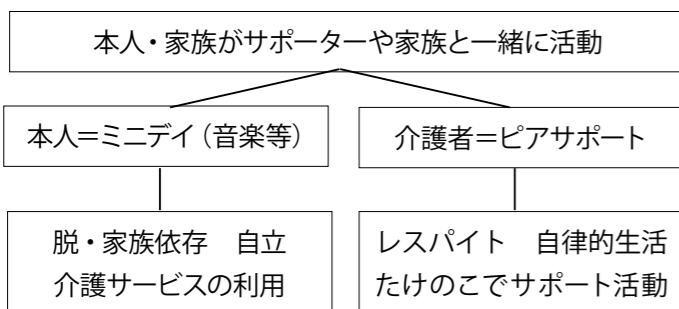 本人・家族がサポーターや家族と一緒に活動
本人＝ミニデイ（音楽等）
介護者＝ピアサポート
脱・家族依存　自立
介護サービスの利用
レスパイト　自律的生活
たけのこでサポート活動